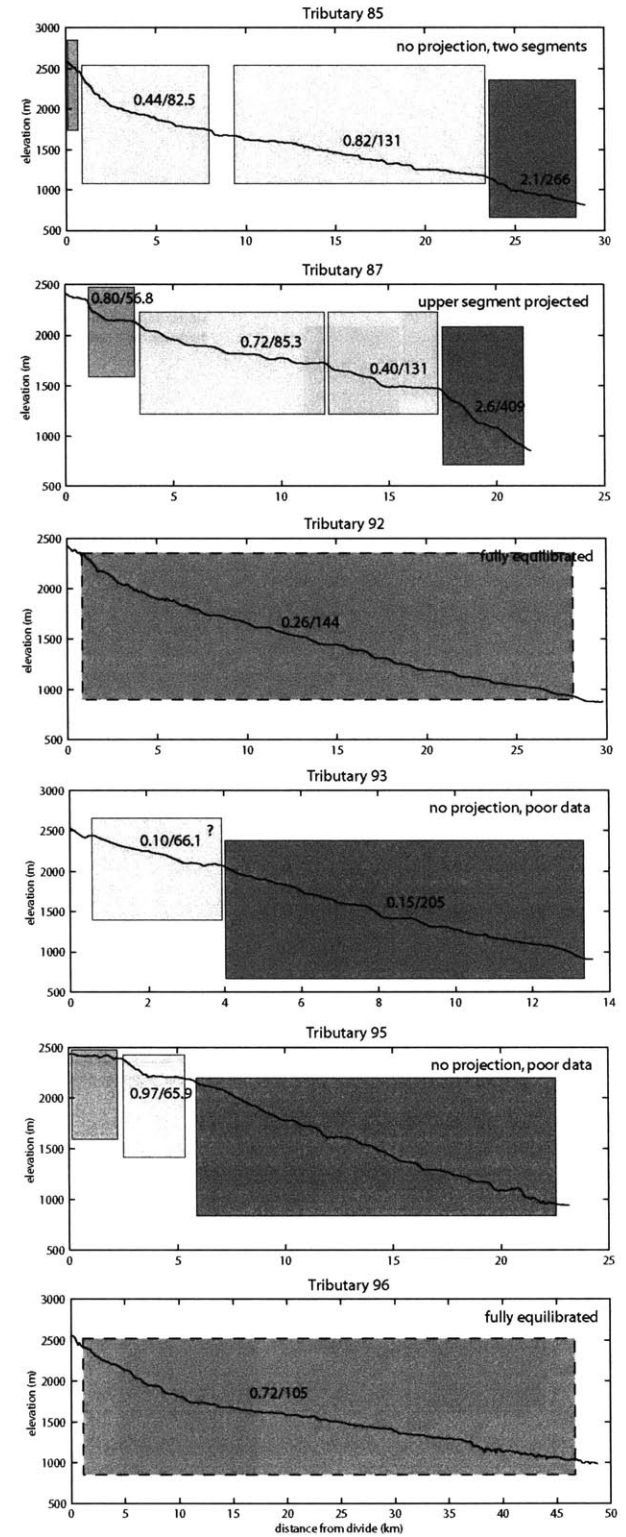 Tributary 85
3000
no projection, two segments
2500
0.44/82.5
2000
0.82/131
1500
2.1/266
1000
500
elevation (m)
0 5 10 15 20 25 30
Tributary 87
2500
0.80/56.8
upper segment projected
2000
0.72/85.3
0.40/131
1500
2.6/409
1000
500
elevation (m)
0 5 10 15 20 25
Tributary 92
2500
fully equilibrated
2000
0.26/144
1500
1000
500
elevation (m)
0 5 10 15 20 25 30
Tributary 93
3000
no projection, poor data
2500
0.10/66.1 ?
2000
0.15/205
1500
1000
500
elevation (m)
0 2 4 6 8 10 12 14
Tributary 95
2500
no projection, poor data
0.97/65.9
2000
1500
1000
500
elevation (m)
0 5 10 15 20 25
Tributary 96
3000
fully equilibrated
2500
2000
0.72/105
1500
1000
500
elevation (m)
0 5 10 15 20 25 30 35 40 45 50
distance from divide (km)